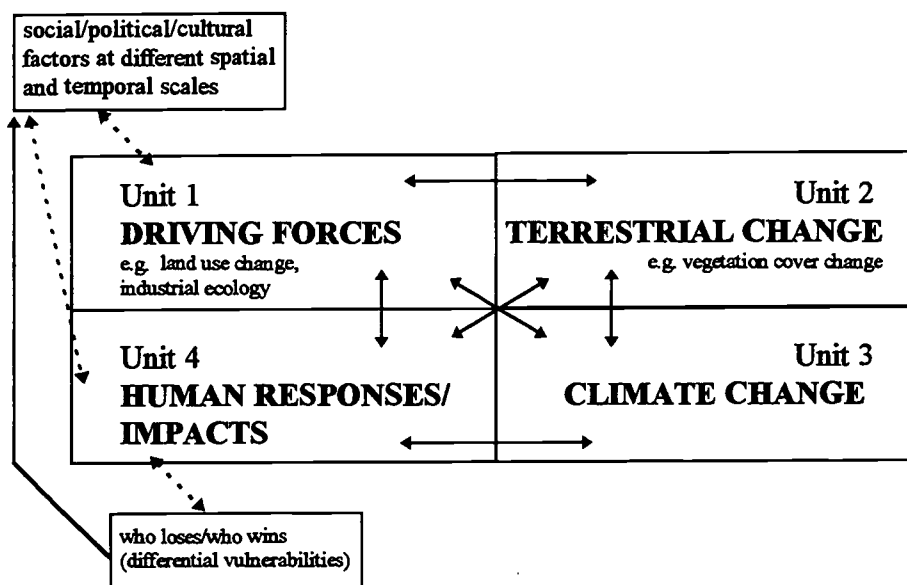 social/political/cultural
factors at different spatial
and temporal scales
Unit 1
DRIVING FORCES
e.g. land use change,
industrial ecology
Unit 2
TERRESTRIAL CHANGE
e.g. vegetation cover change
Unit 4
HUMAN RESPONSES/
IMPACTS
Unit 3
CLIMATE CHANGE
who loses/who wins
(differential vulnerabilities)